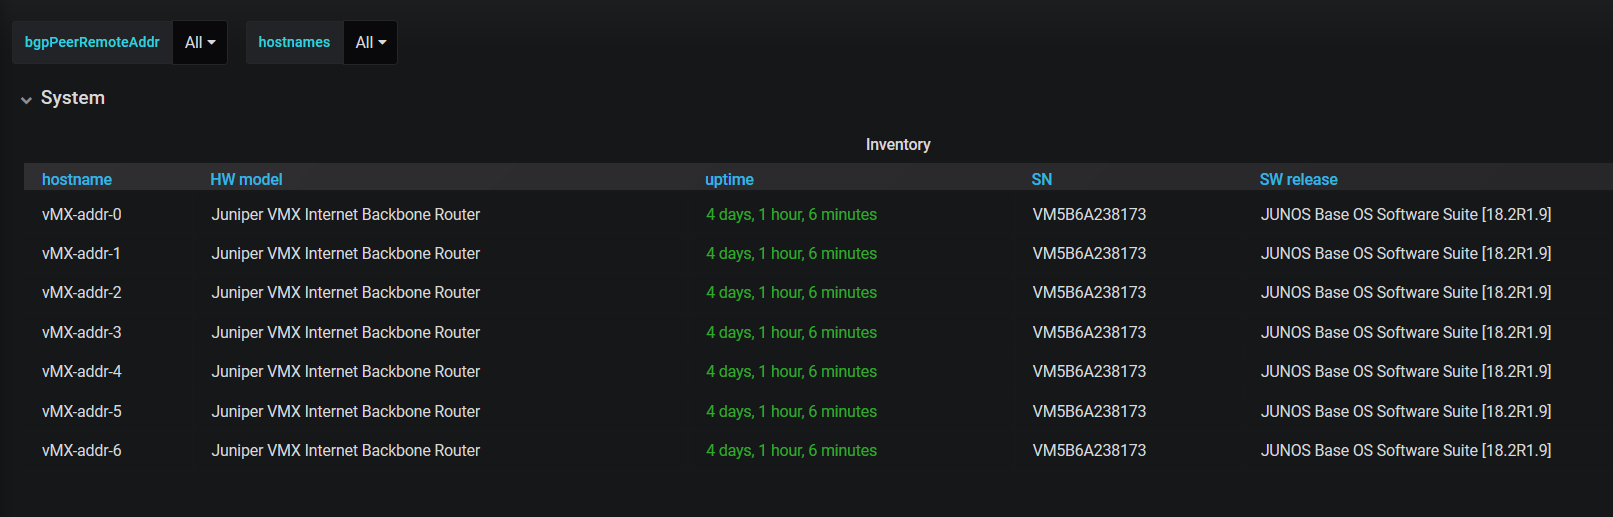 bgpPeerRemoteAddr All hostnames All
System
Inventory
hostname HW model uptime SN SW release
vMX-addr-0 Juniper VMX Internet Backbone Router 4 days, 1 hour, 6 minutes VM5B6A238173 JUNOS Base OS Software Suite [18.2R1.9]
vMX-addr-1 Juniper VMX Internet Backbone Router 4 days, 1 hour, 6 minutes VM5B6A238173 JUNOS Base OS Software Suite [18.2R1.9]
vMX-addr-2 Juniper VMX Internet Backbone Router 4 days, 1 hour, 6 minutes VM5B6A238173 JUNOS Base OS Software Suite [18.2R1.9]
vMX-addr-3 Juniper VMX Internet Backbone Router 4 days, 1 hour, 6 minutes VM5B6A238173 JUNOS Base OS Software Suite [18.2R1.9]
vMX-addr-4 Juniper VMX Internet Backbone Router 4 days, 1 hour, 6 minutes VM5B6A238173 JUNOS Base OS Software Suite [18.2R1.9]
vMX-addr-5 Juniper VMX Internet Backbone Router 4 days, 1 hour, 6 minutes VM5B6A238173 JUNOS Base OS Software Suite [18.2R1.9]
vMX-addr-6 Juniper VMX Internet Backbone Router 4 days, 1 hour, 6 minutes VM5B6A238173 JUNOS Base OS Software Suite [18.2R1.9]